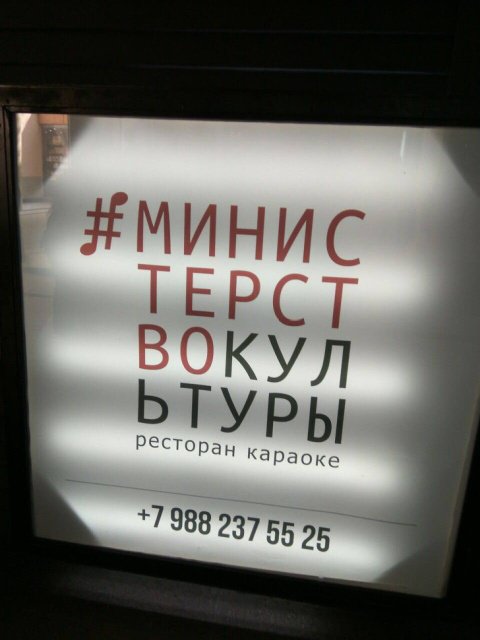 #МИНИС
ТЕРСТ
ВОКУЛ
ЬТУРЫ
ресторан караоке
+7 988 237 55 25